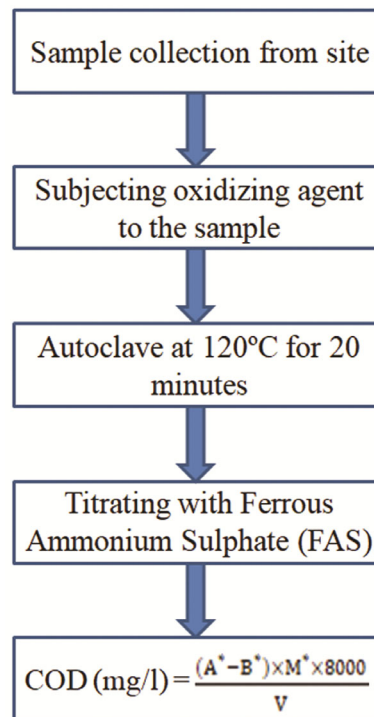 Sample collection from site
Subjecting oxidizing agent
to the sample
Autoclave at 120ºC for 20
minutes
Titrating with Ferrous
Ammonium Sulphate (FAS)
COD (mg/l) = (A*−B*)×M*×8000 / V